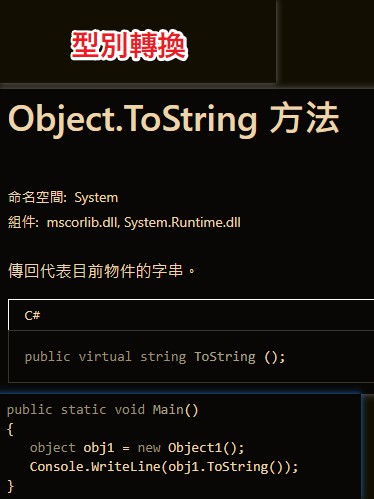 型別轉換
Object.ToString 方法
命名空間: System
組件: mscorlib.dll, System.Runtime.dll
傳回代表目前物件的字串。
C#
public virtual string ToString ();
public static void Main()
{
object obj1 = new Object1();
Console.WriteLine(obj1.ToString());
}